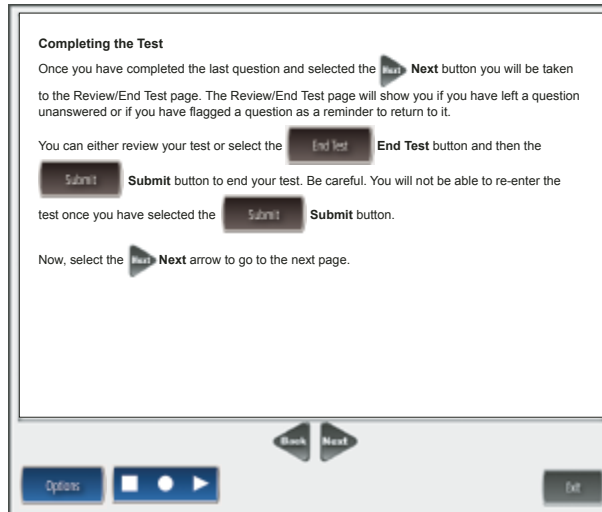 Completing the Test
Once you have completed the last question and selected the Next Next button you will be taken
to the Review/End Test page. The Review/End Test page will show you if you have left a question
unanswered or if you have flagged a question as a reminder to return to it.
You can either review your test or select the End Test End Test button and then the
Submit Submit button to end your test. Be careful. You will not be able to re-enter the
test once you have selected the Submit Submit button.
Now, select the Next Next arrow to go to the next page.
Back Next
Options Exit